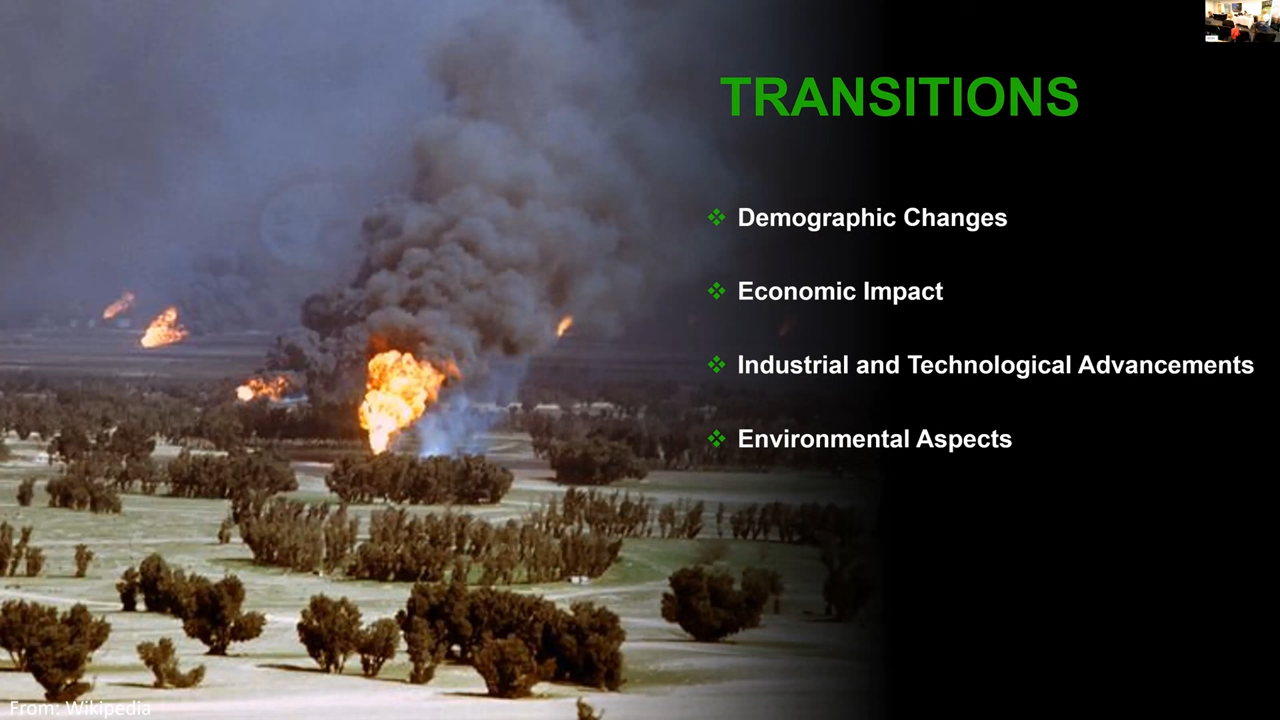 TRANSITIONS
❖ Demographic Changes
❖ Economic Impact
❖ Industrial and Technological Advancements
❖ Environmental Aspects
From: Wikipedia